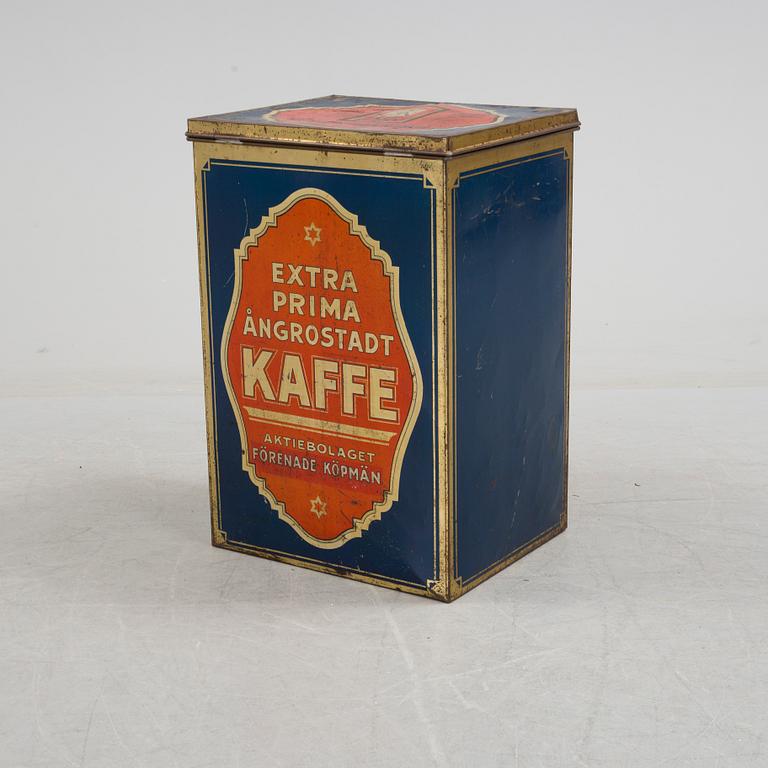 EXTRA
PRIMA
ÅNGROSTADT
KAFFE
AKTIEBOLAGET
FÖRENADE KÖPMÄN